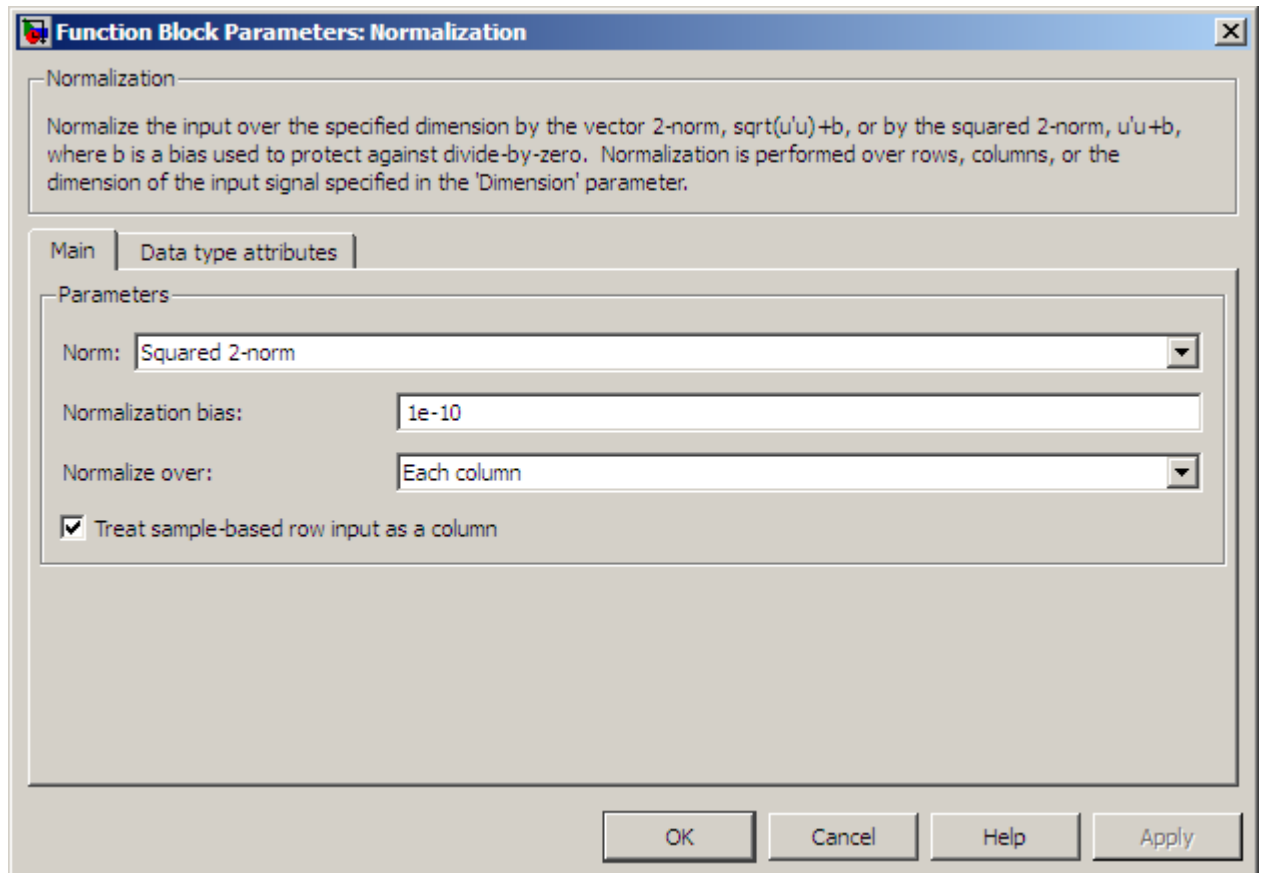 Function Block Parameters: Normalization
Normalization
Normalize the input over the specified dimension by the vector 2-norm, sqrt(u'u)+b, or by the squared 2-norm, u'u+b,
where b is a bias used to protect against divide-by-zero.  Normalization is performed over rows, columns, or the
dimension of the input signal specified in the 'Dimension' parameter.
Main Data type attributes
Parameters
Norm: Squared 2-norm
Normalization bias: 1e-10
Normalize over: Each column
Treat sample-based row input as a column
OK Cancel Help Apply